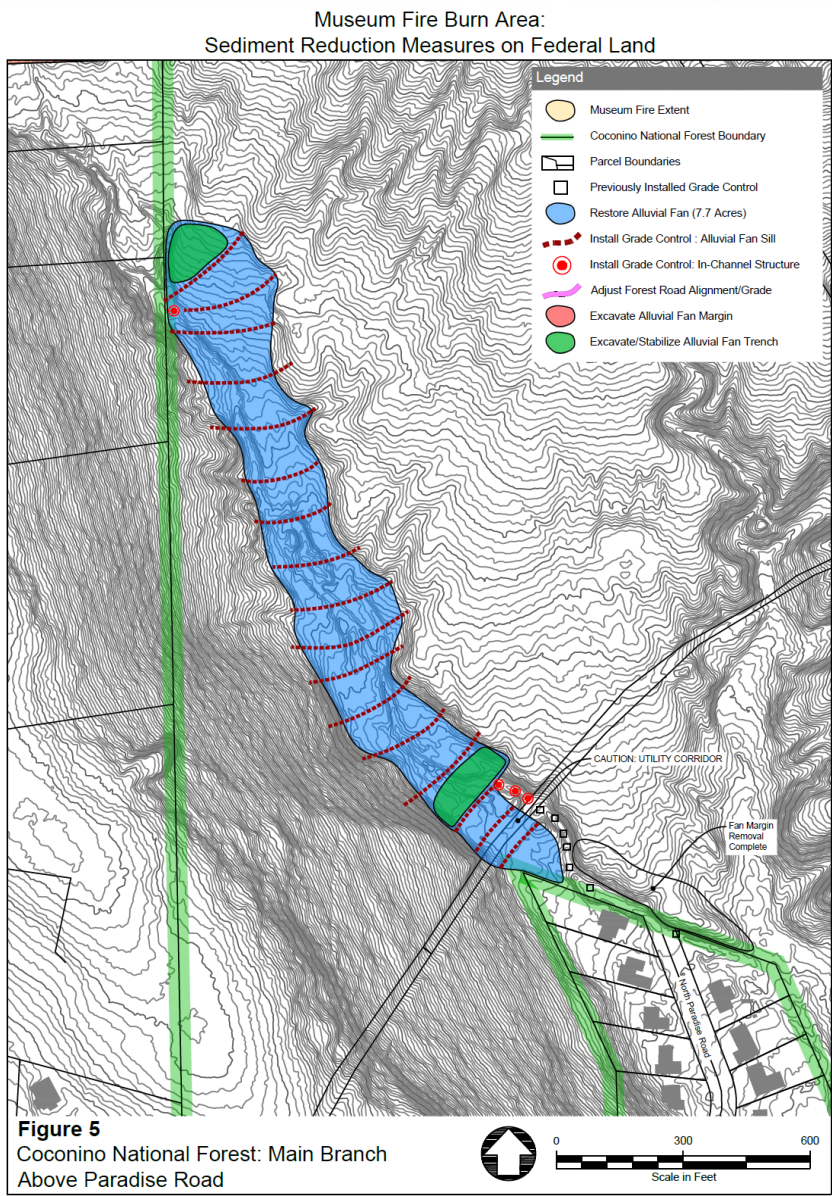 Museum Fire Burn Area:
Sediment Reduction Measures on Federal Land
Legend
Museum Fire Extent
Coconino National Forest Boundary
Parcel Boundaries
Previously Installed Grade Control
Restore Alluvial Fan (7.7 Acres)
Install Grade Control : Alluvial Fan Sill
Install Grade Control: In-Channel Structure
Adjust Forest Road Alignment/Grade
Excavate Alluvial Fan Margin
Excavate/Stabilize Alluvial Fan Trench
CAUTION: UTILITY CORRIDOR
Fan Margin
Removal
Complete
North Paradise Road
Figure 5
Coconino National Forest: Main Branch
Above Paradise Road
0 300 600
Scale in Feet